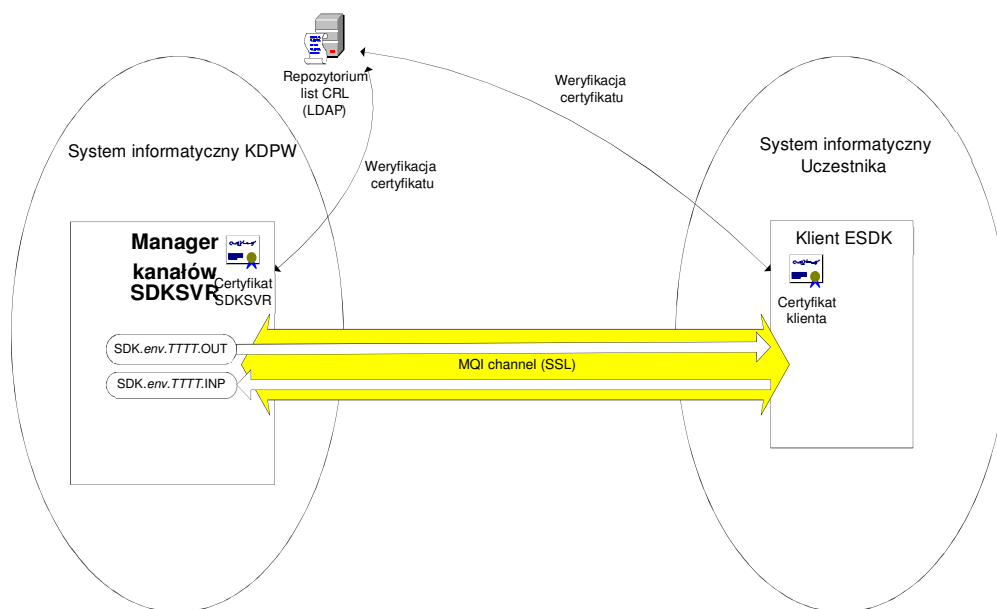 Repozytorium
list CRL
(LDAP)
Weryfikacja
certyfikatu
System informatyczny KDPW
Weryfikacja
certyfikatu
System informatyczny
Uczestnika
Manager
kanałów
SDKSVR
Certyfikat
SDKSVR
Klient ESDK
Certyfikat
klienta
SDK.env.TTTT.OUT
MQI channel (SSL)
SDK.env.TTTT.INP